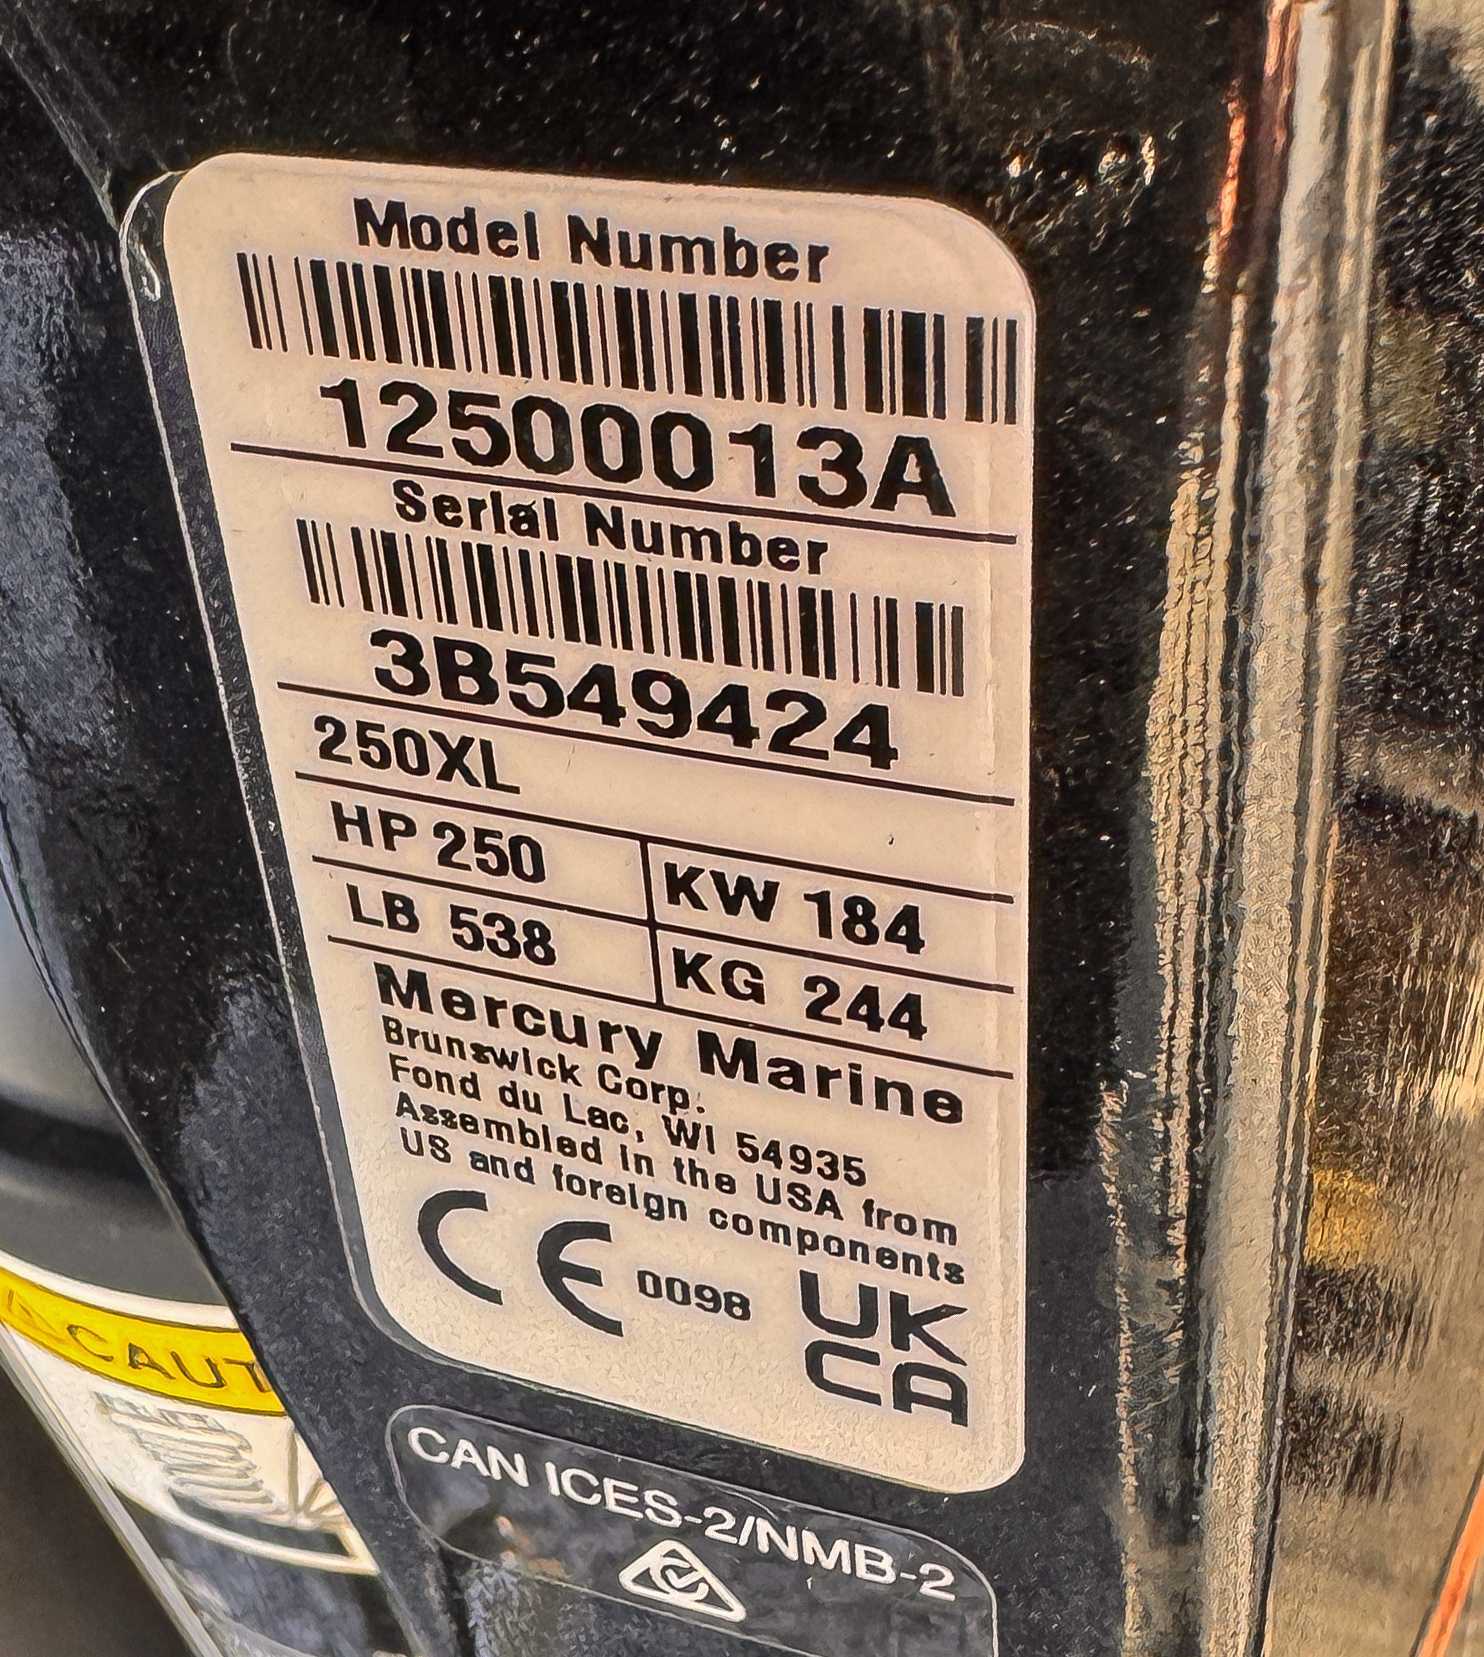 Model Number
12500013A
Serial Number
3B549424
250XL
HP 250 KW 184
LB 538 KG 244
Mercury Marine
Brunswick Corp.
Fond du Lac, WI 54935
Assembled in the USA from
US and foreign components
CE 0098 UK
CA
CAUT
CAN ICES-2/NMB-2